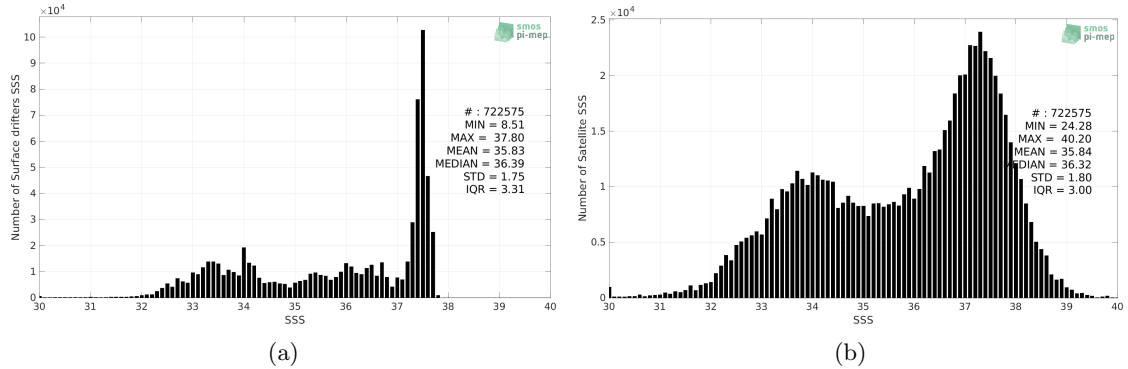 ×10⁴
10
9
8
7
6
5
4
3
2
1
0
30
31
32
33
34
35
36
37
38
39
40
SSS
Number of Surface drifters SSS
smos
pi-mep
# : 722575
MIN = 8.51
MAX = 37.80
MEAN = 35.83
MEDIAN = 36.39
STD = 1.75
IQR = 3.31
(a)
×10⁴
2.5
2
1.5
1
0.5
0
30
31
32
33
34
35
36
37
38
39
40
SSS
Number of Satellite SSS
smos
pi-mep
# : 722575
MIN = 24.28
MAX = 40.20
MEAN = 35.84
MEDIAN = 36.32
STD = 1.80
IQR = 3.00
(b)